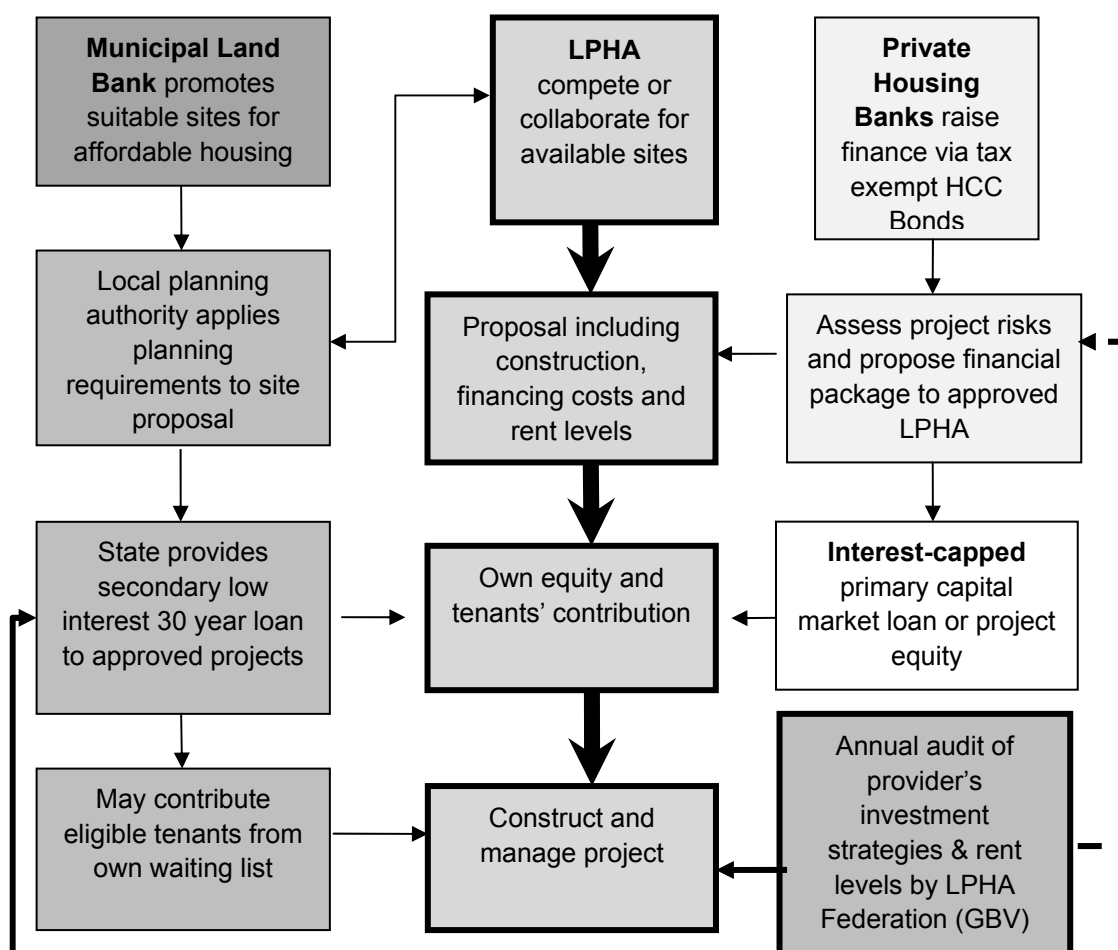 Municipal Land
Bank promotes
suitable sites for
affordable housing
LPHA
compete or
collaborate for
available sites
Private
Housing
Banks raise
finance via tax
exempt HCC
Bonds
Local planning
authority applies
planning
requirements to site
proposal
Proposal including
construction,
financing costs and
rent levels
Assess project risks
and propose financial
package to approved
LPHA
State provides
secondary low
interest 30 year loan
to approved projects
Own equity and
tenants’ contribution
Interest-capped
primary capital
market loan or project
equity
May contribute
eligible tenants from
own waiting list
Construct and
manage project
Annual audit of
provider’s
investment
strategies & rent
levels by LPHA
Federation (GBV)